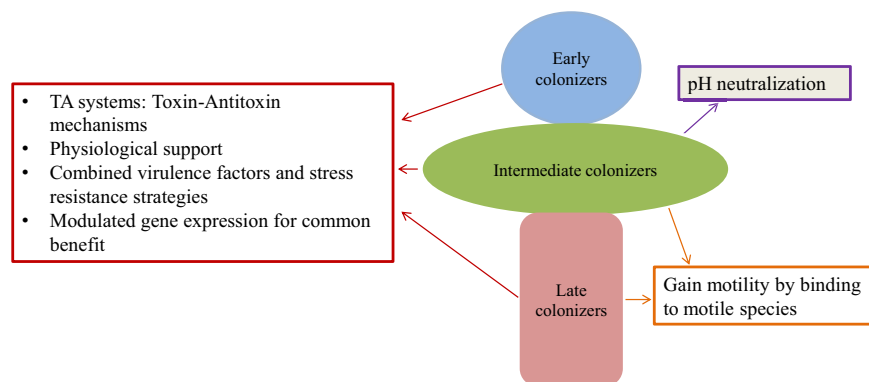 Early
colonizers
pH neutralization
• TA systems: Toxin-Antitoxin
mechanisms
• Physiological support
• Combined virulence factors and stress
resistance strategies
• Modulated gene expression for common
benefit
Intermediate colonizers
Late
colonizers
Gain motility by binding
to motile species